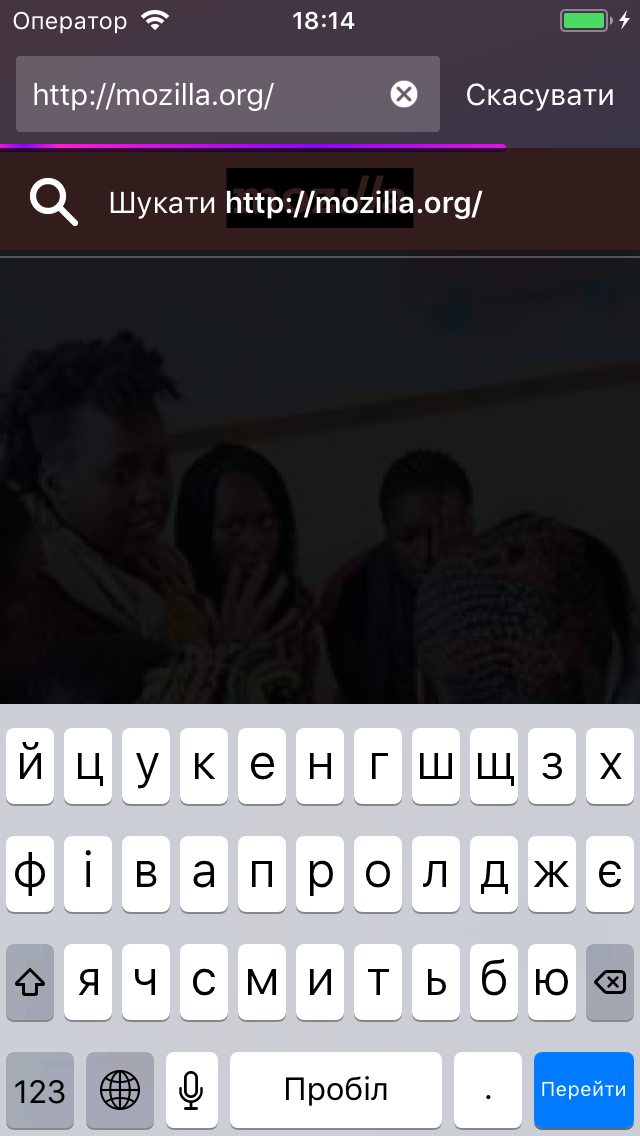 Оператор 18:14
http://mozilla.org/ Скасувати
Шукати http://mozilla.org/
й ц у к е н г ш щ з х
ф і в а п р о л д ж є
я ч с м и т ь б ю
123 Пробіл . Перейти